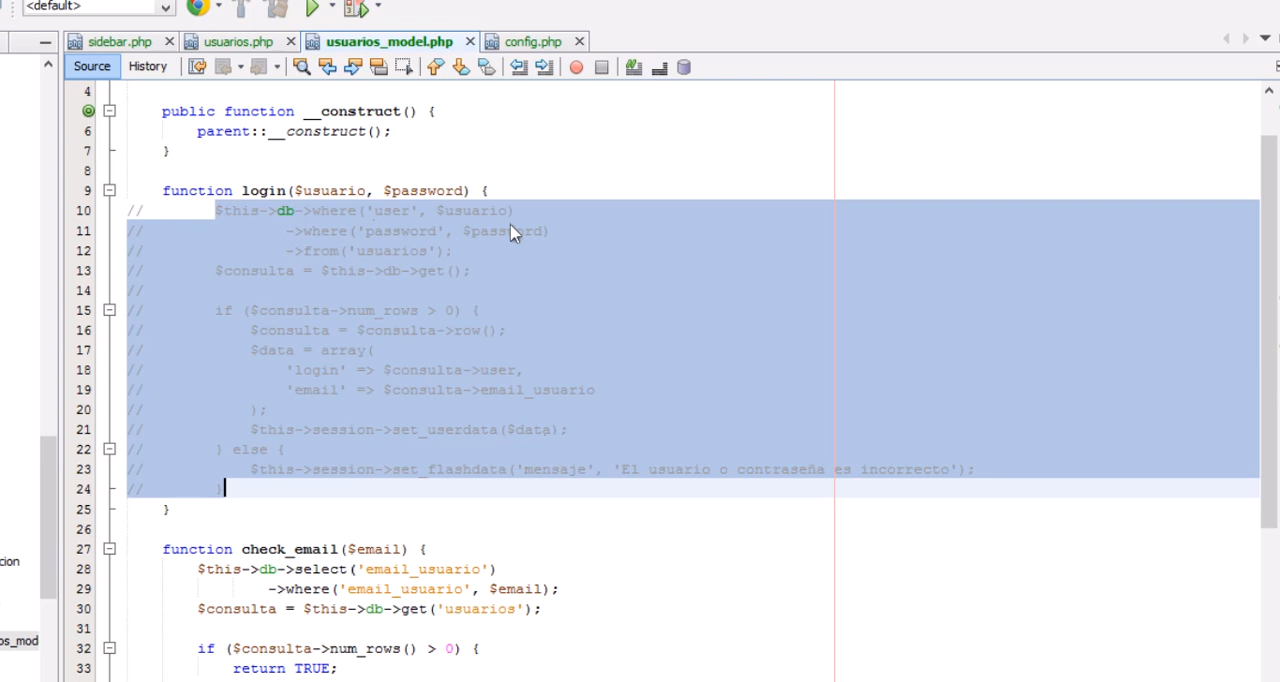 <default>
sidebar.php usuarios.php usuarios_model.php config.php
Source History
4
public function __construct() {
6 parent::__construct();
7 }
8
9 function login($usuario, $password) {
10 // $this->db->where('user', $usuario)
11 // ->where('password', $password)
12 // ->from('usuarios');
13 // $consulta = $this->db->get();
14 //
15 // if ($consulta->num_rows > 0) {
16 // $consulta = $consulta->row();
17 // $data = array(
18 // 'login' => $consulta->user,
19 // 'email' => $consulta->email_usuario
20 // );
21 // $this->session->set_userdata($data);
22 // } else {
23 // $this->session->set_flashdata('mensaje', 'El usuario o contraseña es incorrecto');
24 // }
25 }
26
27 function check_email($email) {
28 $this->db->select('email_usuario')
29 ->where('email_usuario', $email);
30 $consulta = $this->db->get('usuarios');
31
32 if ($consulta->num_rows() > 0) {
33 return TRUE;
cion
os_mod